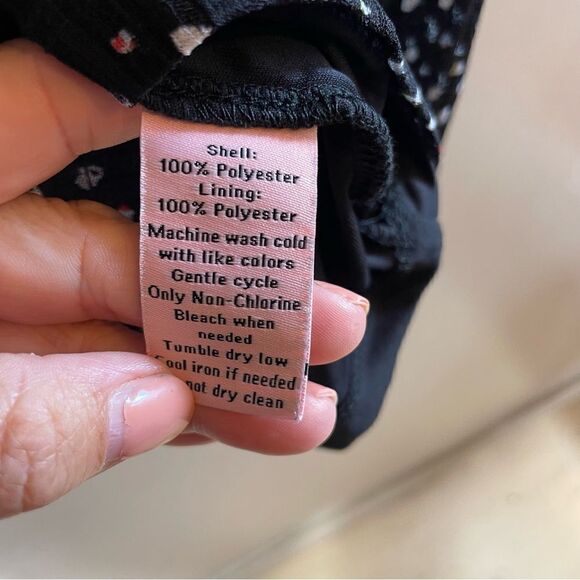 Shell:
100% Polyester
Lining:
100% Polyester
Machine wash cold
with like colors
Gentle cycle
Only Non-Chlorine
Bleach when
needed
Tumble dry low
Cool iron if needed
not dry clean